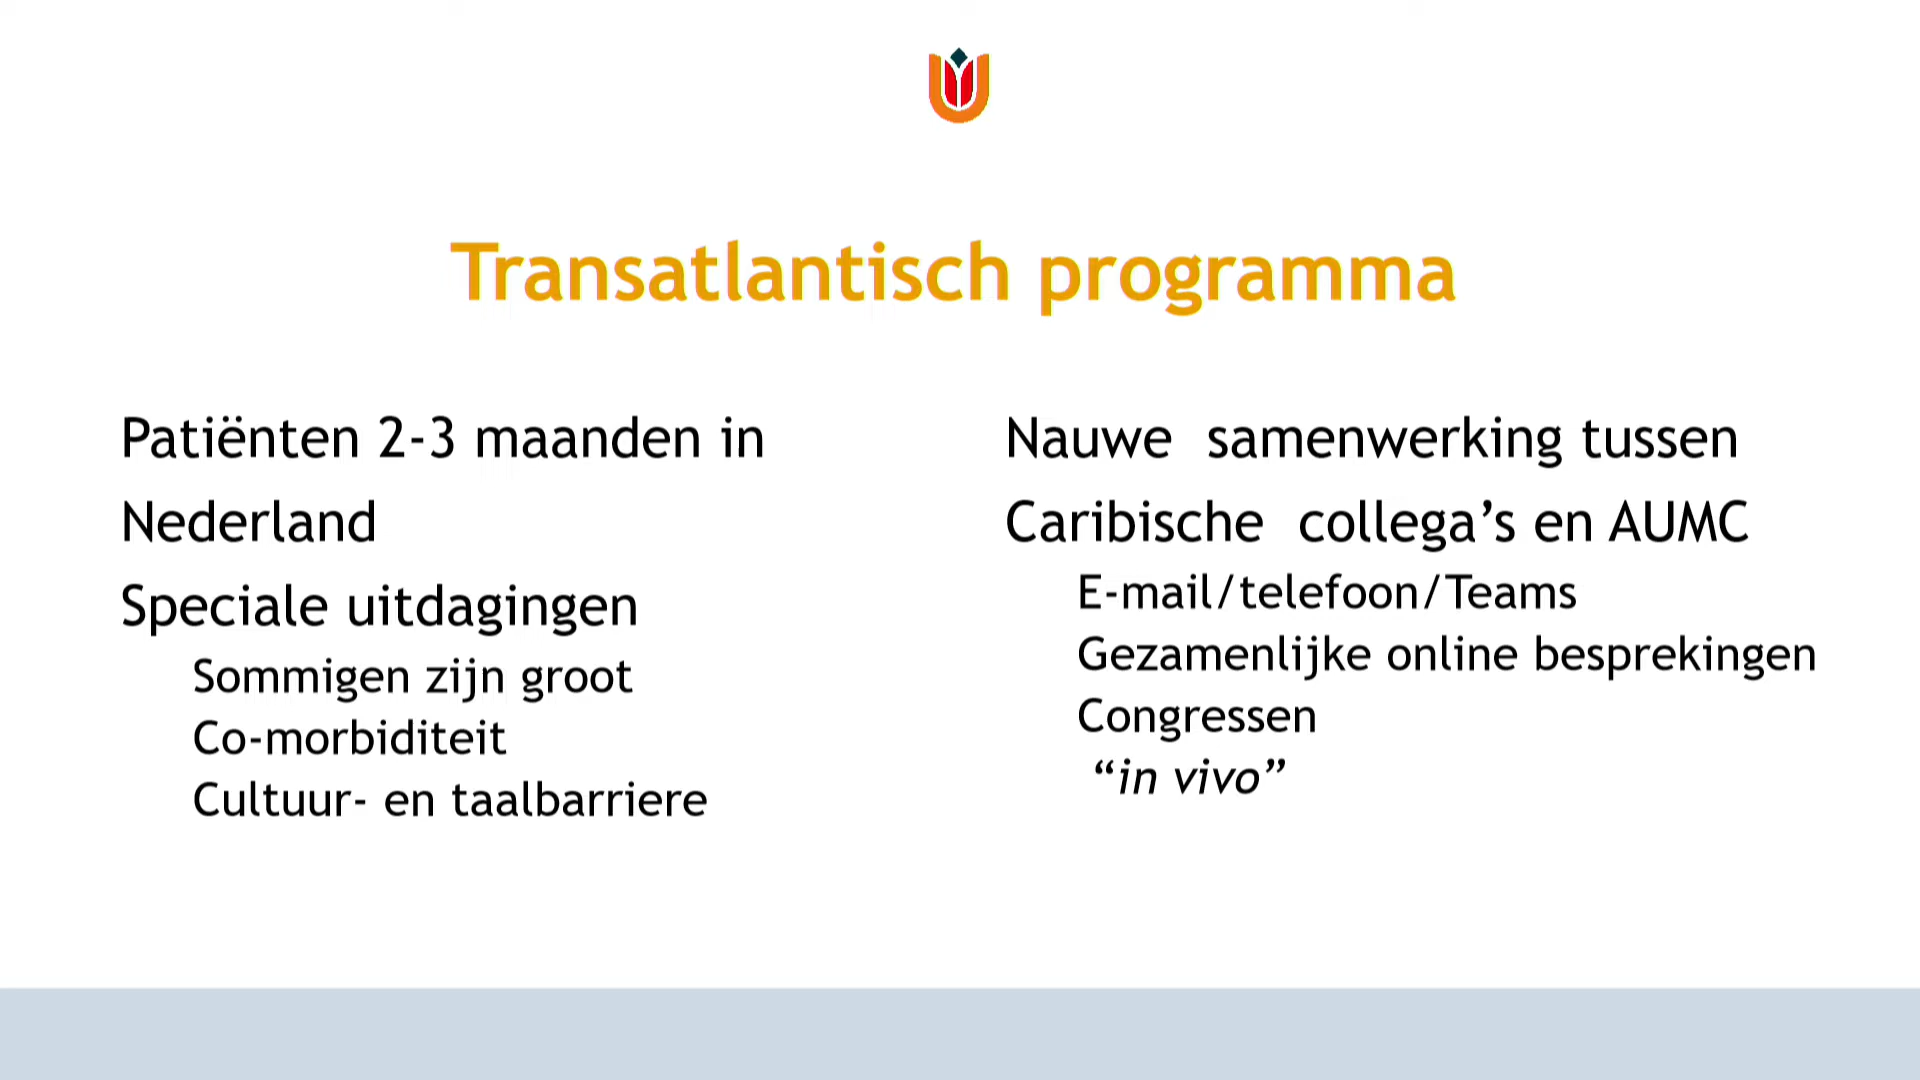 Transatlantisch programma
Patiënten 2-3 maanden in
Nederland
Speciale uitdagingen
Sommigen zijn groot
Co-morbiditeit
Cultuur- en taalbarriere
Nauwe  samenwerking tussen
Caribische  collega’s en AUMC
E-mail/telefoon/Teams
Gezamenlijke online besprekingen
Congressen
“in vivo”